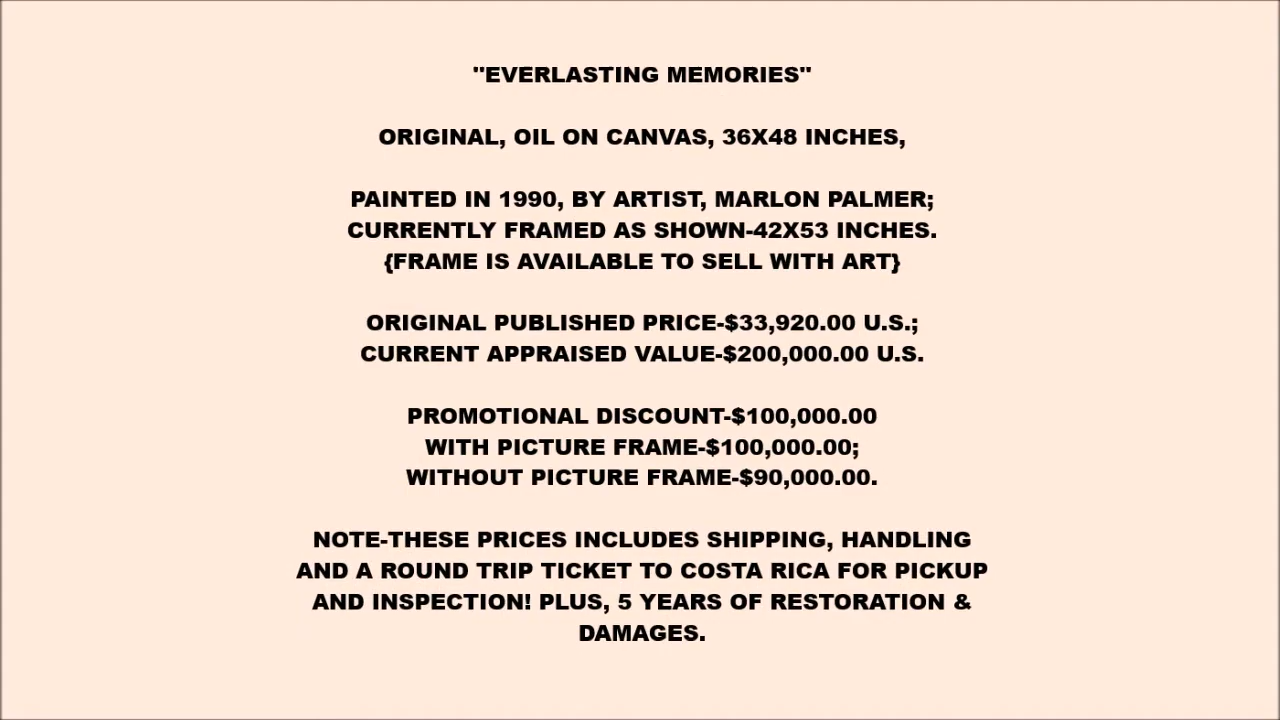 "EVERLASTING MEMORIES"
ORIGINAL, OIL ON CANVAS, 36X48 INCHES,
PAINTED IN 1990, BY ARTIST, MARLON PALMER;
CURRENTLY FRAMED AS SHOWN-42X53 INCHES.
{FRAME IS AVAILABLE TO SELL WITH ART}
ORIGINAL PUBLISHED PRICE-$33,920.00 U.S.;
CURRENT APPRAISED VALUE-$200,000.00 U.S.
PROMOTIONAL DISCOUNT-$100,000.00
WITH PICTURE FRAME-$100,000.00;
WITHOUT PICTURE FRAME-$90,000.00.
NOTE-THESE PRICES INCLUDES SHIPPING, HANDLING
AND A ROUND TRIP TICKET TO COSTA RICA FOR PICKUP
AND INSPECTION! PLUS, 5 YEARS OF RESTORATION &
DAMAGES.